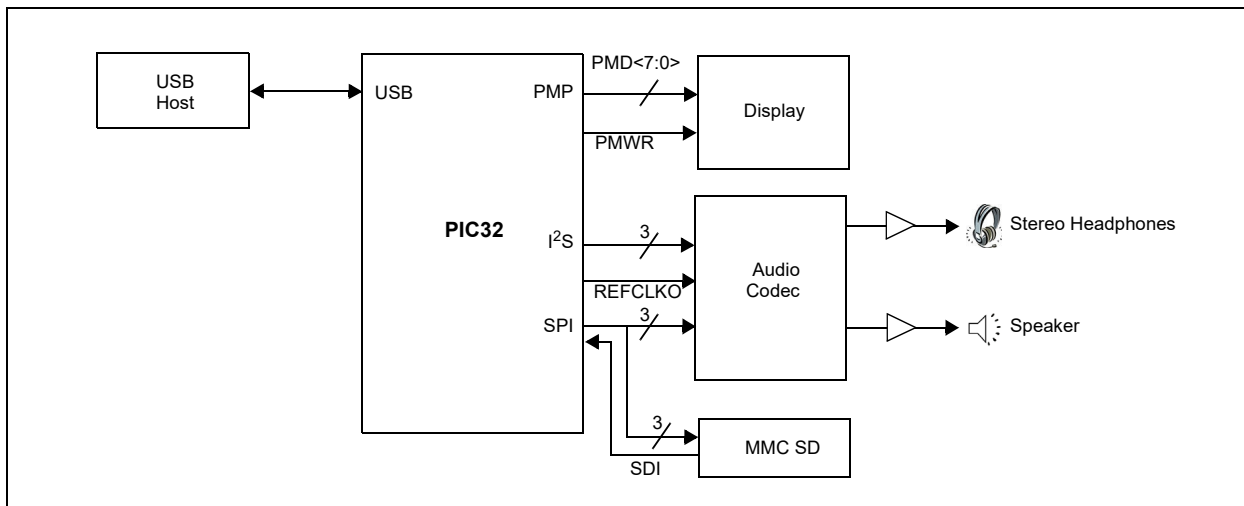 USB
Host
USB
PMP
PMD<7:0>
PMWR
Display
PIC32
I²S
3
REFCLKO
SPI
3
Audio
Codec
Stereo Headphones
Speaker
3
SDI
MMC SD